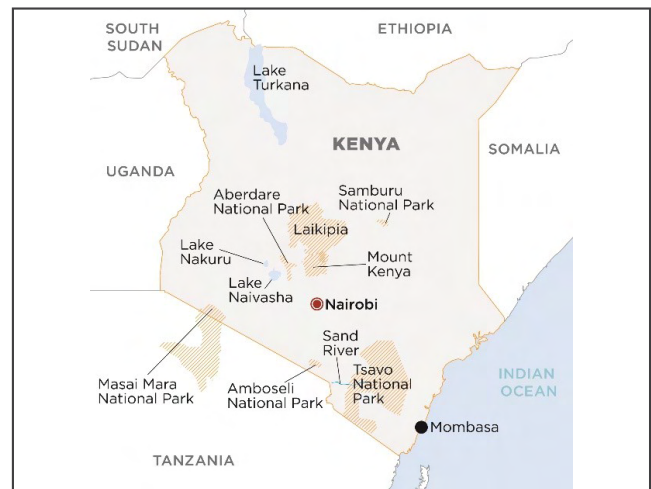 SOUTH
SUDAN
ETHIOPIA
Lake
Turkana
KENYA
SOMALIA
UGANDA
Aberdare
National Park
Samburu
National Park
Laikipia
Lake
Nakuru
Mount
Kenya
Lake
Naivasha
Nairobi
Sand
River
Tsavo
National
Park
Masai Mara
National Park
Amboseli
National Park
INDIAN
OCEAN
Mombasa
TANZANIA